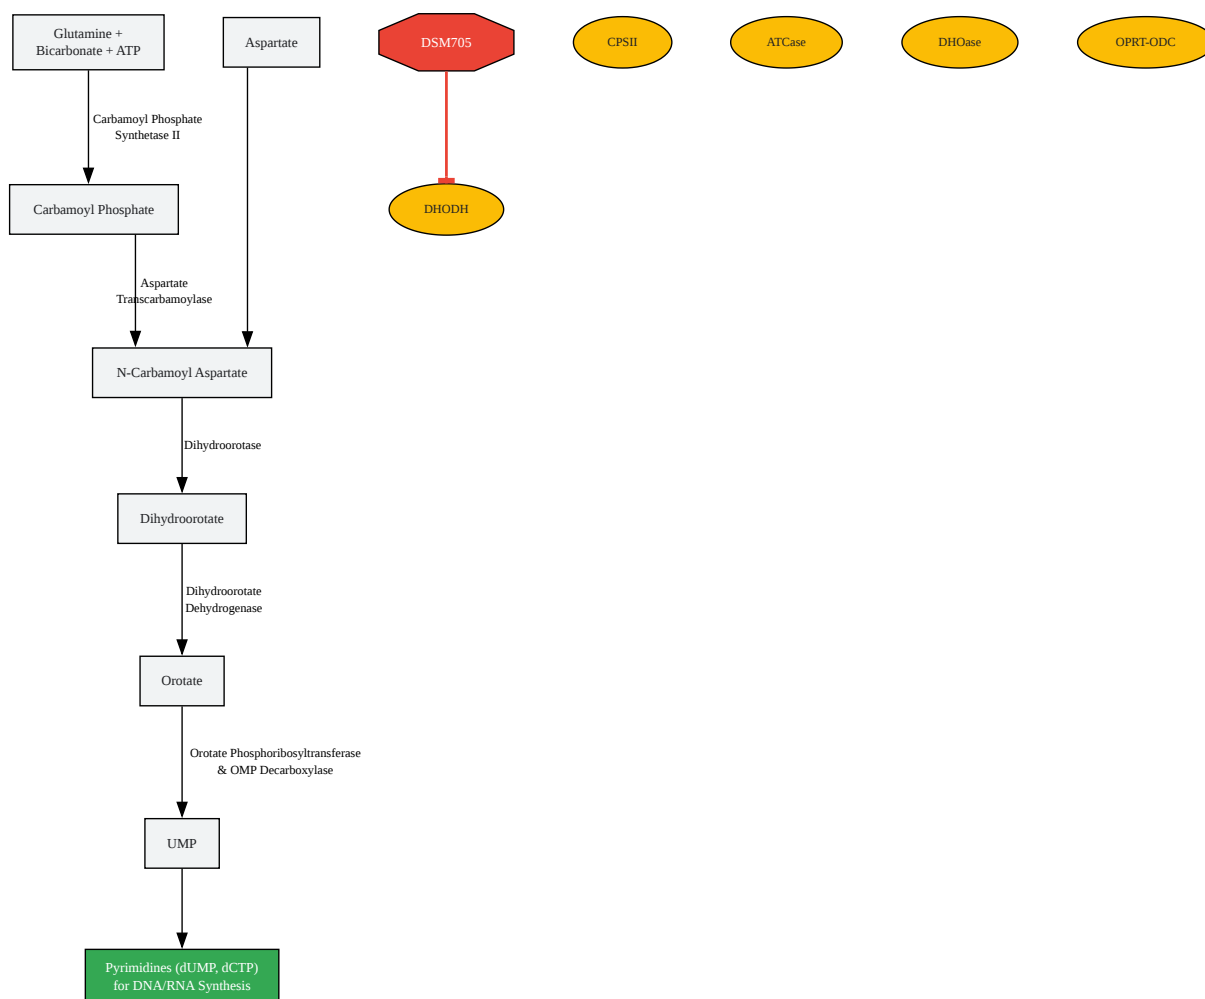 Glutamine +
Bicarbonate + ATP
Aspartate
DSM705
CPSII
ATCase
DHOase
OPRT-ODC
Carbamoyl Phosphate
Synthetase II
Carbamoyl Phosphate
DHODH
Aspartate
Transcarbamoylase
N-Carbamoyl Aspartate
Dihydroorotase
Dihydroorotate
Dihydroorotate
Dehydrogenase
Orotate
Orotate Phosphoribosyltransferase
& OMP Decarboxylase
UMP
Pyrimidines (dUMP, dCTP)
for DNA/RNA Synthesis